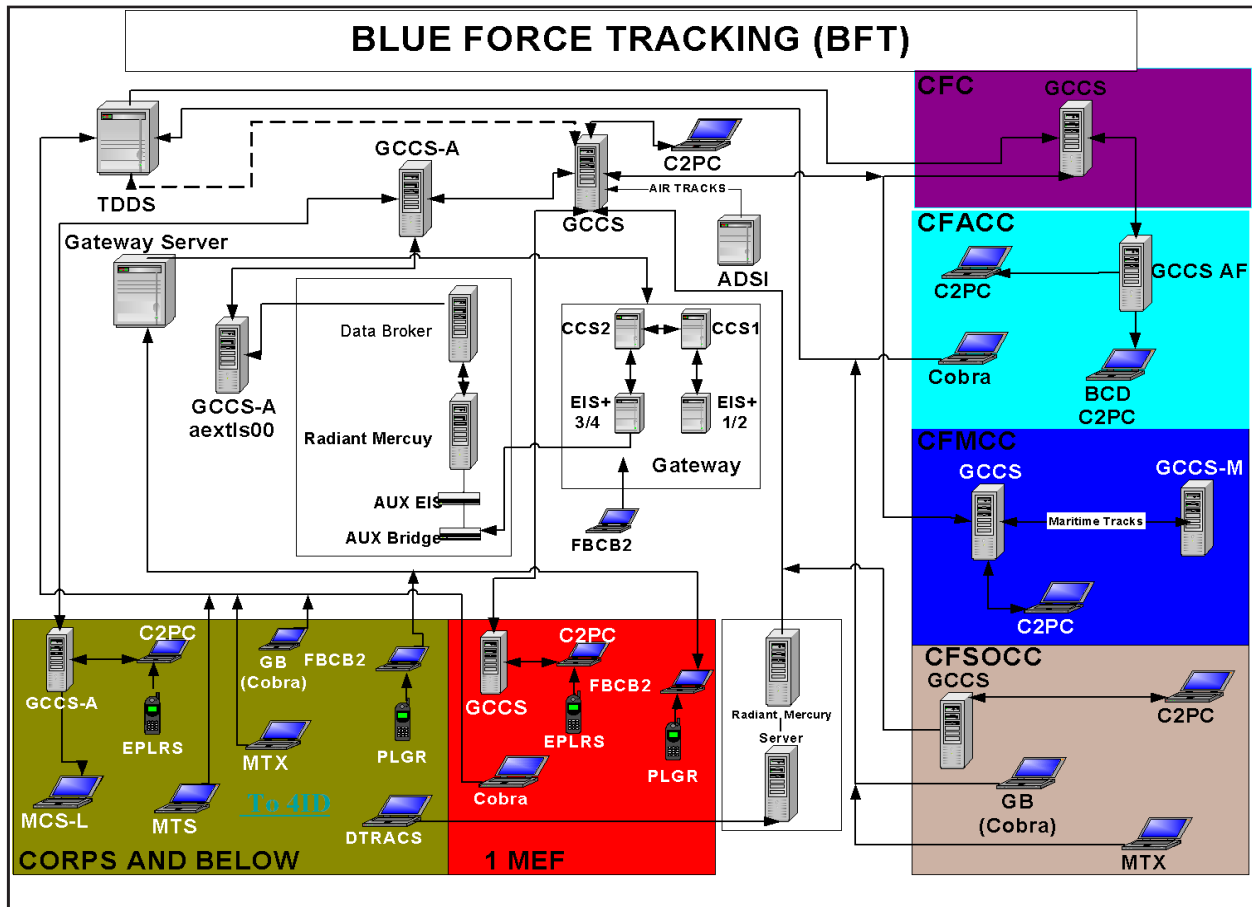 BLUE FORCE TRACKING (BFT)
CFC
GCCS
TDDS
GCCS-A
C2PC
AIR TRACKS
GCCS
ADSI
Gateway Server
CFACC
C2PC
GCCS AF
Cobra
BCD
C2PC
GCCS-A
aextls00
Data Broker
Radiant Mercuy
AUX EIS
AUX Bridge
CCS2
CCS1
EIS+
3/4
EIS+
1/2
Gateway
FBCB2
CFMCC
GCCS
GCCS-M
Maritime Tracks
C2PC
CFSOCC
GCCS
C2PC
GB
(Cobra)
MTX
GCCS-A
C2PC
EPLRS
GB
(Cobra)
FBCB2
PLGR
MTX
MCS-L
MTS
To 4ID
DTRACS
CORPS AND BELOW
GCCS
C2PC
EPLRS
FBCB2
PLGR
Cobra
1 MEF
Radiant Mercury
Server